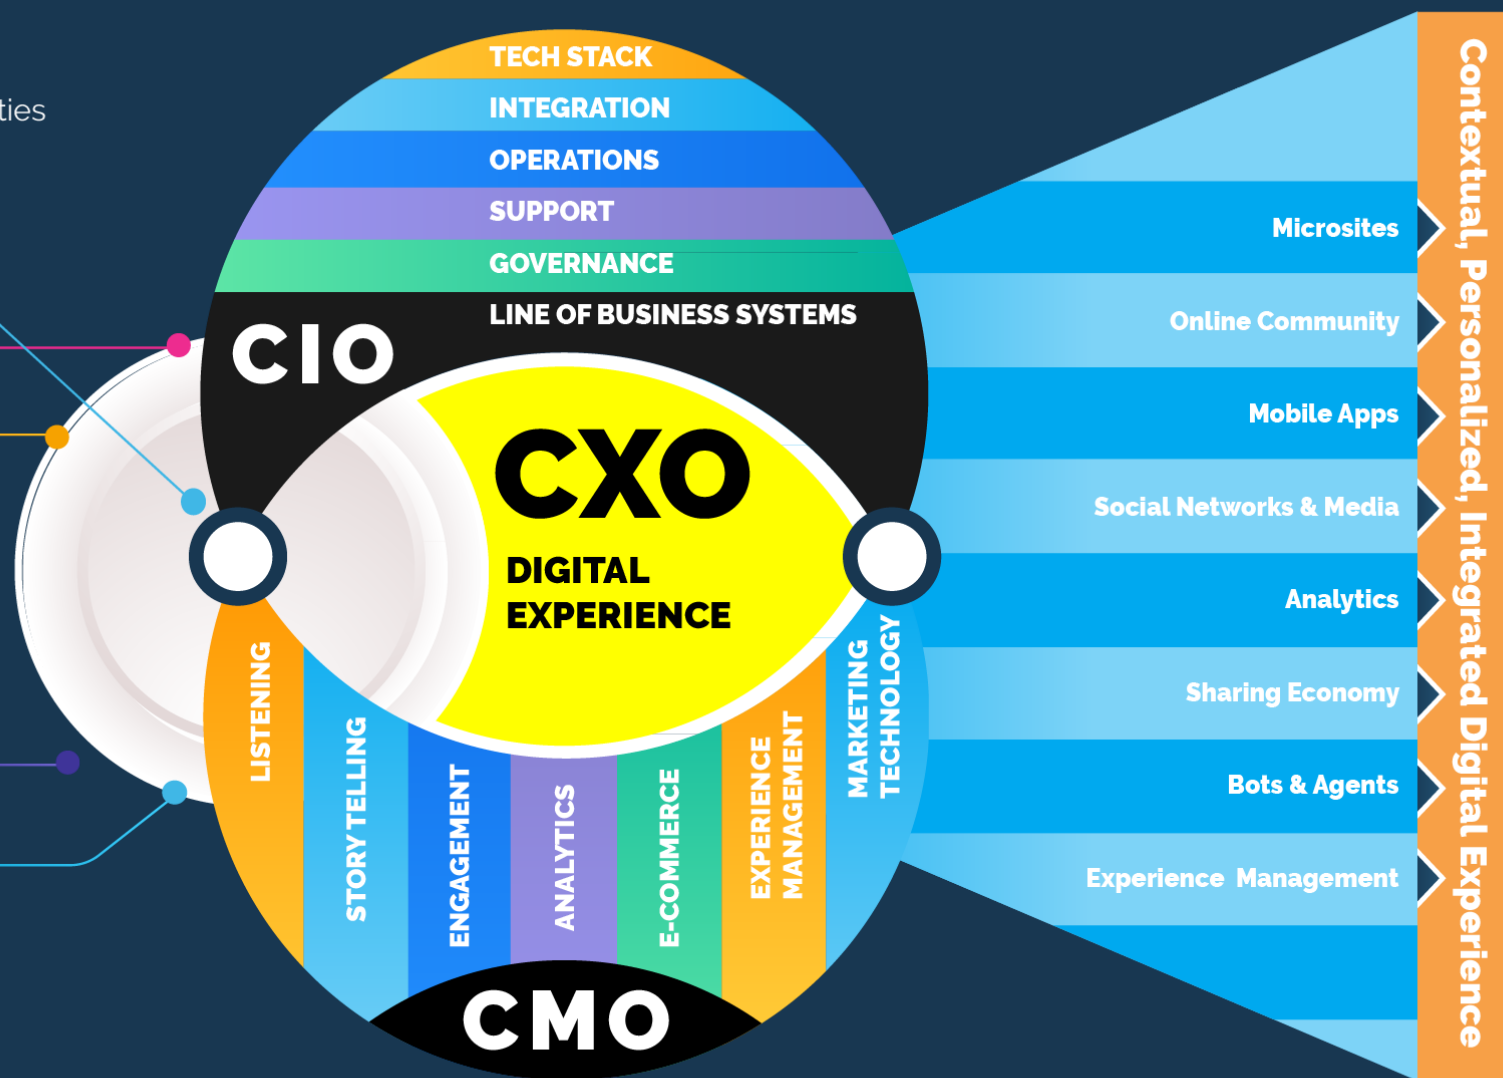 ties
TECH STACK
INTEGRATION
OPERATIONS
SUPPORT
GOVERNANCE
LINE OF BUSINESS SYSTEMS
CIO
CXO
DIGITAL
EXPERIENCE
LISTENING
STORY TELLING
ENGAGEMENT
ANALYTICS
E-COMMERCE
EXPERIENCE
MANAGEMENT
MARKETING
TECHNOLOGY
CMO
Microsites
Online Community
Mobile Apps
Social Networks & Media
Analytics
Sharing Economy
Bots & Agents
Experience Management
Contextual, Personalized, Integrated Digital Experience